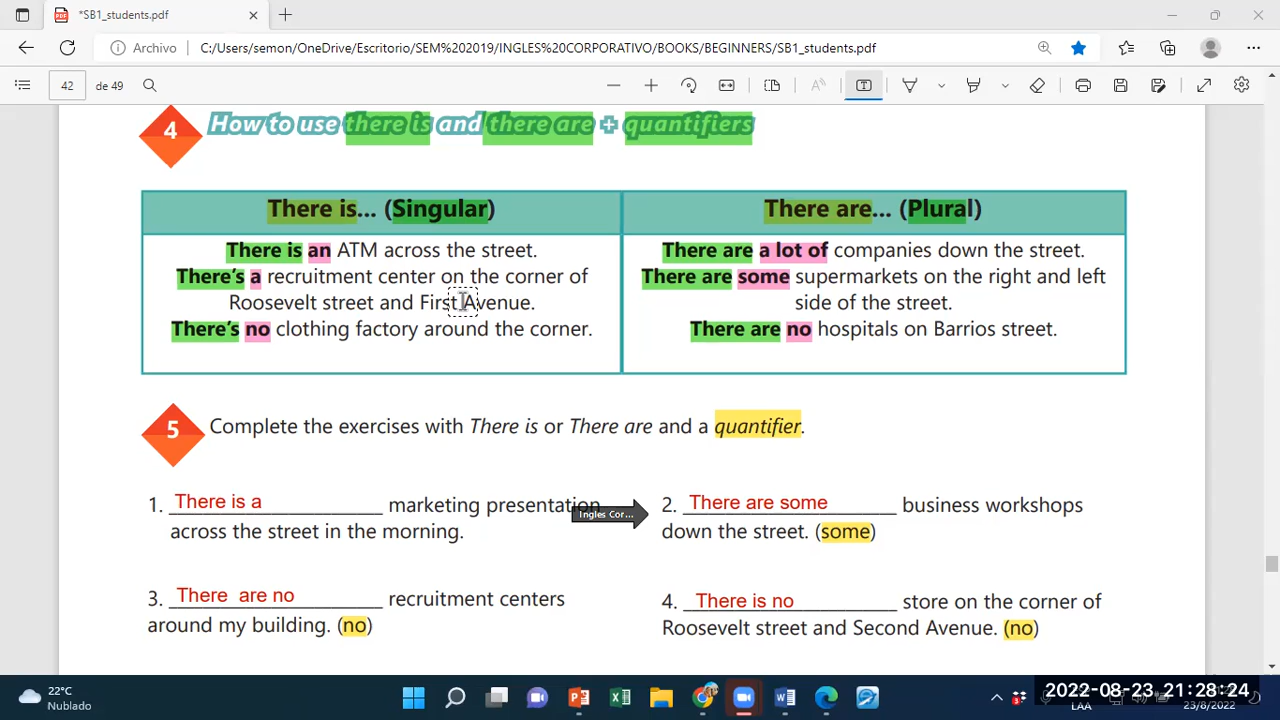 *SB1_students.pdf
Archivo C:/Users/semon/OneDrive/Escritorio/SEM%202019/INGLES%20CORPORATIVO/BOOKS/BEGINNERS/SB1_students.pdf
42 de 49
4 How to use there is and there are + quantifiers
There is... (Singular)
There are... (Plural)
There is an ATM across the street.
There's a recruitment center on the corner of
Roosevelt street and First Avenue.
There's no clothing factory around the corner.
There are a lot of companies down the street.
There are some supermarkets on the right and left
side of the street.
There are no hospitals on Barrios street.
5 Complete the exercises with There is or There are and a quantifier.
1. There is a marketing presentation
across the street in the morning.
Ingles Cor...
2. There are some business workshops
down the street. (some)
3. There are no recruitment centers
around my building. (no)
4. There is no store on the corner of
Roosevelt street and Second Avenue. (no)
22°C
Nublado
3
LAA
2022-08-23 21:28:24
23/8/2022